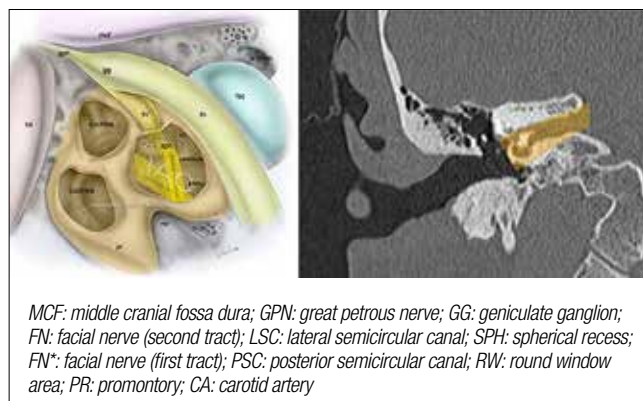 MCF: middle cranial fossa dura; GPN: great petrous nerve; GG: geniculate ganglion;
FN: facial nerve (second tract); LSC: lateral semicircular canal; SPH: spherical recess;
FN*: facial nerve (first tract); PSC: posterior semicircular canal; RW: round window
area; PR: promontory; CA: carotid artery